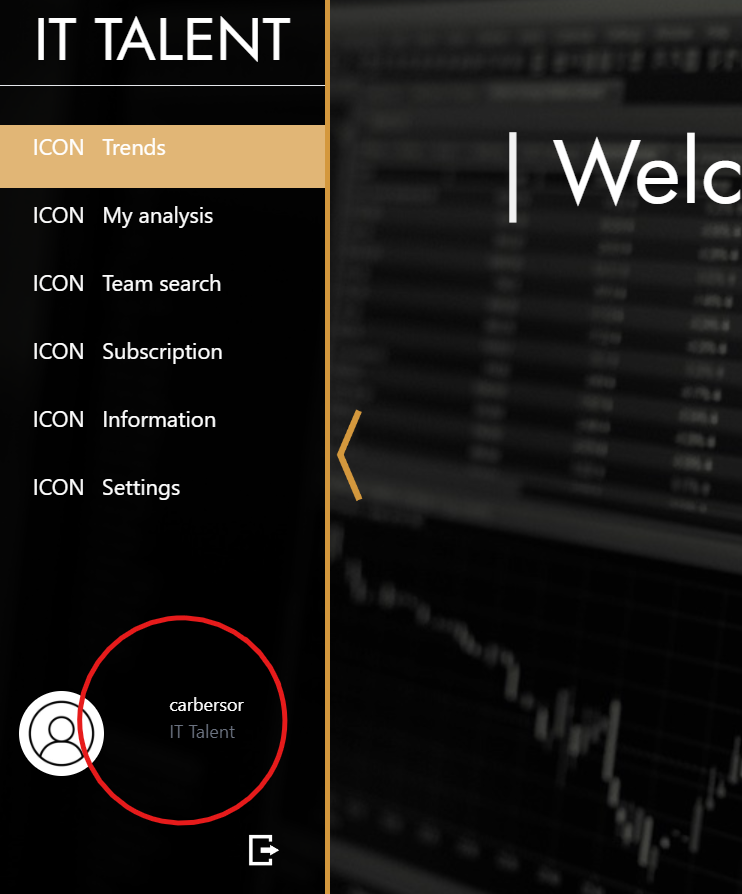 IT TALENT
| Welc
ICON Trends
ICON My analysis
ICON Team search
ICON Subscription
ICON Information
ICON Settings
carbersor
IT Talent